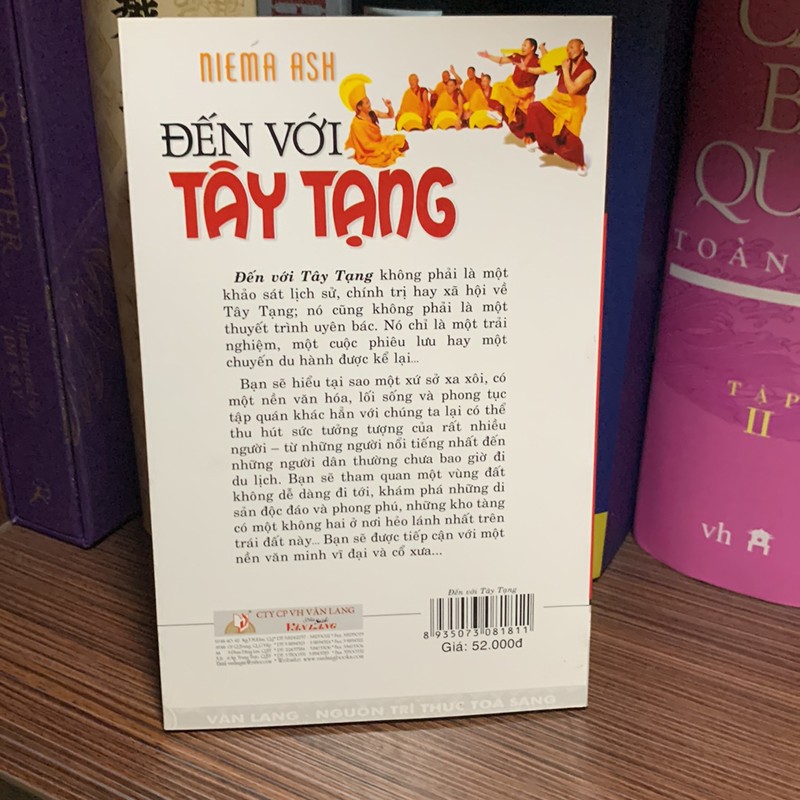 NIEMA ASH
ĐẾN VỚI
TÂY TẠNG
Đến với Tây Tạng không phải là một
khảo sát lịch sử, chính trị hay xã hội về
Tây Tạng; nó cũng không phải là một
thuyết trình uyên bác. Nó chỉ là một trải
nghiệm, một cuộc phiêu lưu hay một
chuyến du hành được kể lại...
Bạn sẽ hiểu tại sao một xứ sở xa xôi, có
một nền văn hóa, lối sống và phong tục
tập quán khác hẳn với chúng ta lại có thể
thu hút sức tưởng tượng của rất nhiều
người – từ những người nổi tiếng nhất đến
những người dân thường chưa bao giờ đi
du lịch. Bạn sẽ tham quan một vùng đất
không dễ dàng đi tới, khám phá những di
sản độc đáo và phong phú, những kho tàng
có một không hai ở nơi hẻo lánh nhất trên
trái đất này... Bạn sẽ được tiếp cận với một
nền văn minh vĩ đại và cổ xưa...
CTY CP VH VĂN LANG
VĂN LANG
Đến với Tây Tạng
8 935073 081811
Giá: 52.000đ
VĂN LANG - NGUỒN TRI THỨC TOẢ SÁNG
OTTER
TOÀN
TẬP
II
vh